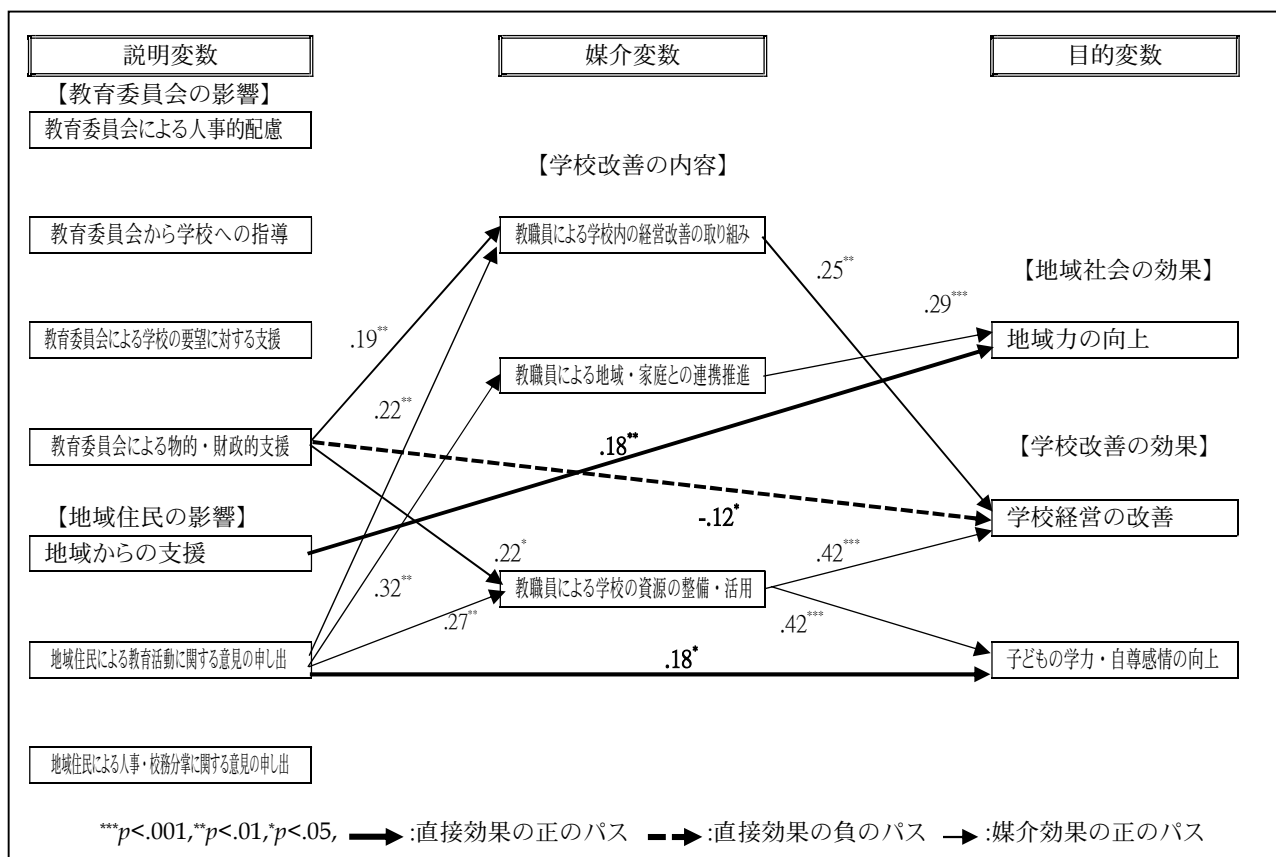 説明変数 媒介変数 目的変数
【教育委員会の影響】
教育委員会による人事的配慮
【学校改善の内容】
教育委員会から学校への指導 教職員による学校内の経営改善の取り組み
.25**
【地域社会の効果】
.29***
教育委員会による学校の要望に対する支援 .19** 地域力の向上
教職員による地域・家庭との連携推進
.22**
教育委員会による物的・財政的支援 .18** 【学校改善の効果】
【地域住民の影響】 -.12* 学校経営の改善
地域からの支援 .22* .42***
.32** 教職員による学校の資源の整備・活用
.27** .42***
地域住民による教育活動に関する意見の申し出 .18* 子どもの学力・自尊感情の向上
地域住民による人事・校務分掌に関する意見の申し出
***p<.001,**p<.01,*p<.05, :直接効果の正のパス :直接効果の負のパス :媒介効果の正のパス